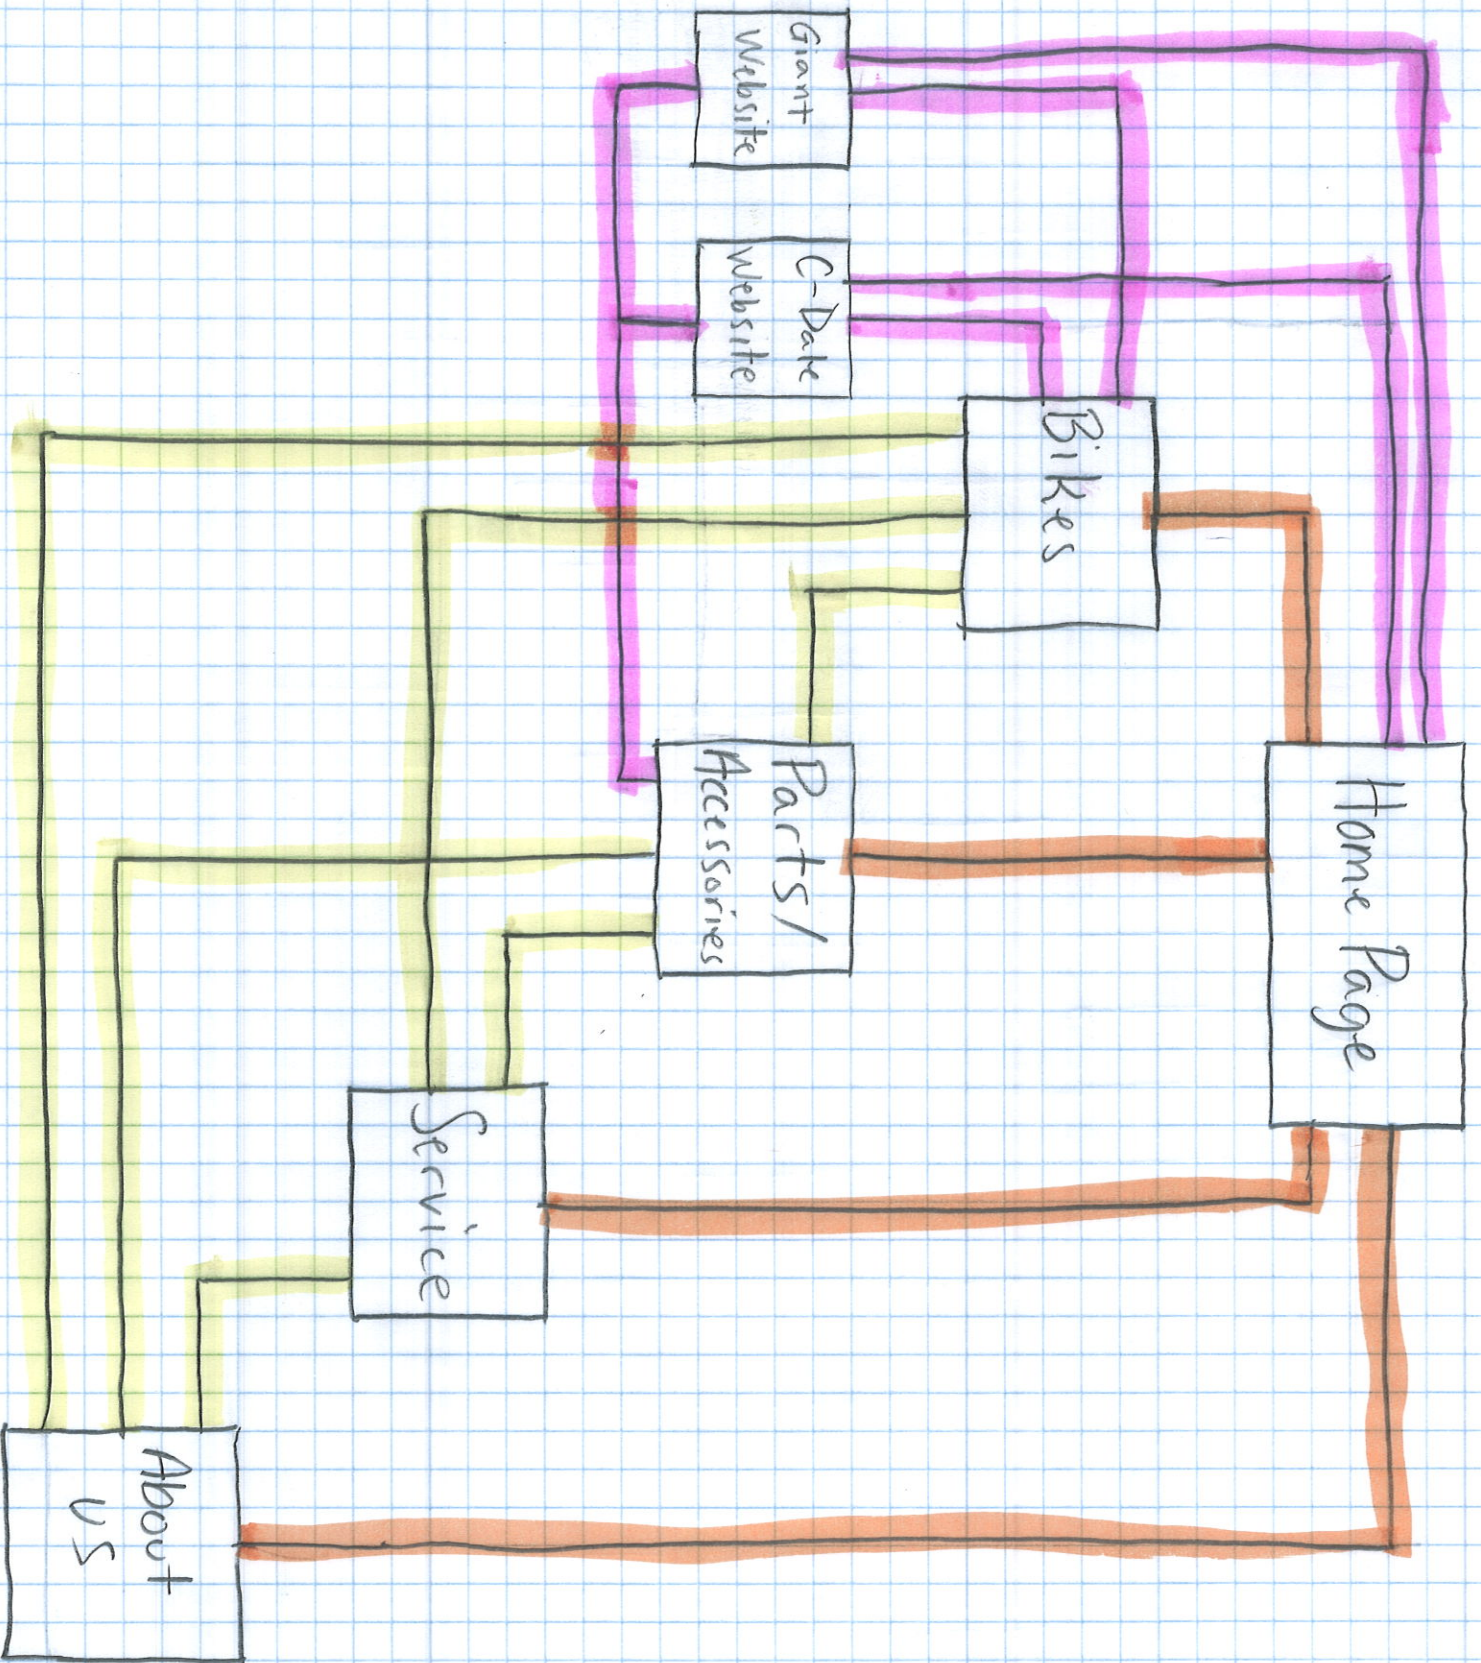 Home Page
Bikes
Parts/
Accessories
Service
About
us
Giant
Website
C-Dale
Website